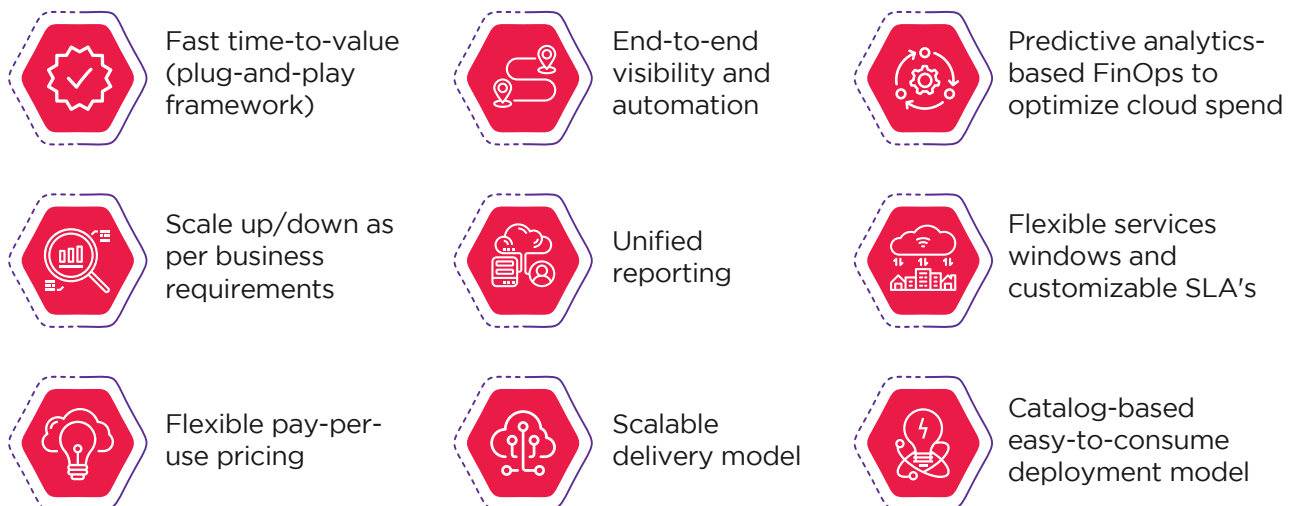 Fast time-to-value
(plug-and-play
framework)
End-to-end
visibility and
automation
Predictive analytics-
based FinOps to
optimize cloud spend
Scale up/down as
per business
requirements
Unified
reporting
Flexible services
windows and
customizable SLA's
Flexible pay-per-
use pricing
Scalable
delivery model
Catalog-based
easy-to-consume
deployment model